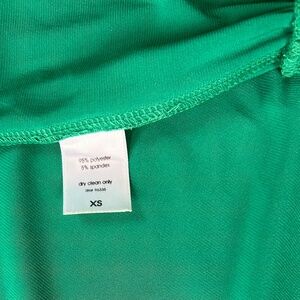 95% polyester
5% spandex
dry clean only
XS